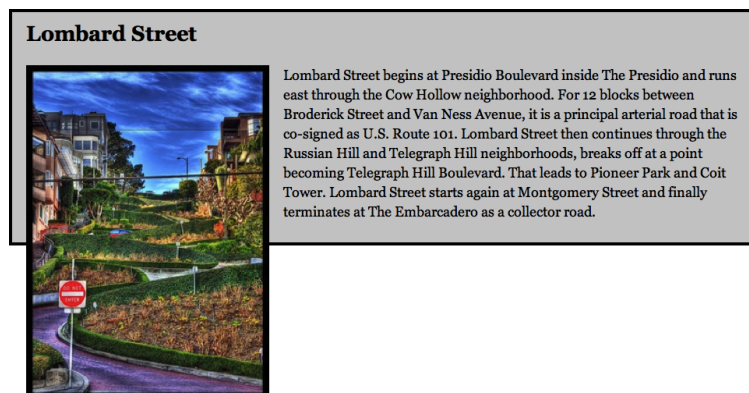 Lombard Street
Lombard Street begins at Presidio Boulevard inside The Presidio and runs
east through the Cow Hollow neighborhood. For 12 blocks between
Broderick Street and Van Ness Avenue, it is a principal arterial road that is
co-signed as U.S. Route 101. Lombard Street then continues through the
Russian Hill and Telegraph Hill neighborhoods, breaks off at a point
becoming Telegraph Hill Boulevard. That leads to Pioneer Park and Coit
Tower. Lombard Street starts again at Montgomery Street and finally
terminates at The Embarcadero as a collector road.
DO NOT
ENTER